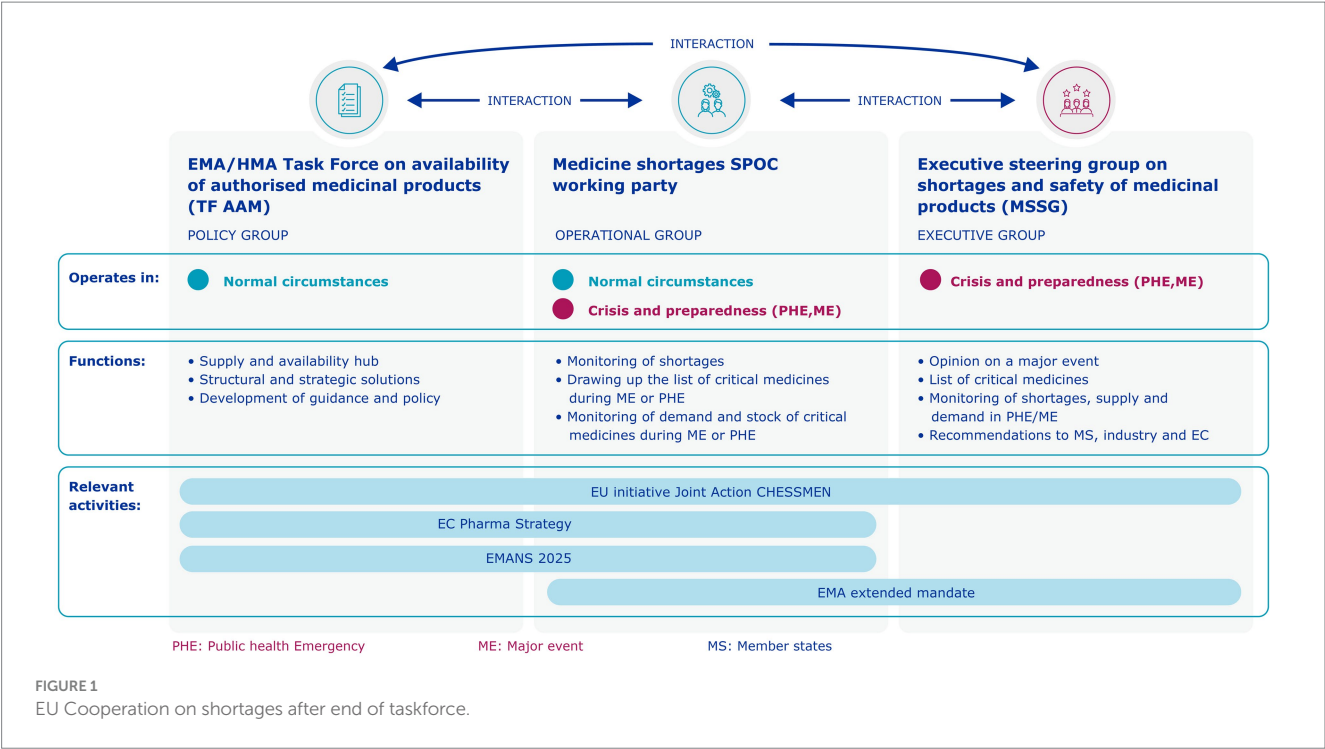 INTERACTION
INTERACTION
INTERACTION
EMA/HMA Task Force on availability
of authorised medicinal products
(TF AAM)
POLICY GROUP
Medicine shortages SPOC
working party
OPERATIONAL GROUP
Executive steering group on
shortages and safety of medicinal
products (MSSG)
EXECUTIVE GROUP
Operates in:
Normal circumstances
Normal circumstances
Crisis and preparedness (PHE,ME)
Crisis and preparedness (PHE,ME)
Functions:
• Supply and availability hub
• Structural and strategic solutions
• Development of guidance and policy
• Monitoring of shortages
• Drawing up the list of critical medicines
during ME or PHE
• Monitoring of demand and stock of critical
medicines during ME or PHE
• Opinion on a major event
• List of critical medicines
• Monitoring of shortages, supply and
demand in PHE/ME
• Recommendations to MS, industry and EC
Relevant
activities:
EU initiative Joint Action CHESSMEN
EC Pharma Strategy
EMANS 2025
EMA extended mandate
PHE: Public health Emergency
ME: Major event
MS: Member states
FIGURE 1
EU Cooperation on shortages after end of taskforce.